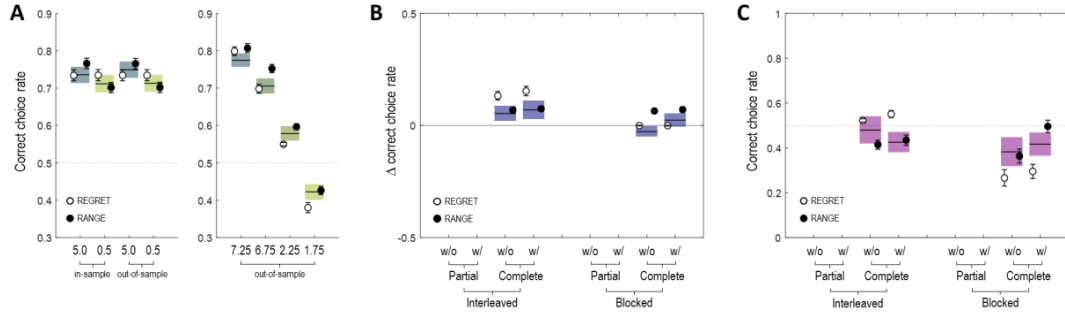 A
Correct choice rate
0.9
0.8
0.7
0.6
0.5
0.4
0.3
REGRET
RANGE
5.0 0.5 5.0 0.5
in-sample out-of-sample
0.9
0.8
0.7
0.6
0.5
0.4
0.3
7.25 6.75 2.25 1.75
out-of-sample
B
Δ correct choice rate
0.5
0
-0.5
REGRET
RANGE
w/o w/ w/o w/ w/o w/ w/o w/
Partial Complete Partial Complete
Interleaved Blocked
C
Correct choice rate
1
0.8
0.6
0.4
0.2
0
REGRET
RANGE
w/o w/ w/o w/ w/o w/ w/o w/
Partial Complete Partial Complete
Interleaved Blocked